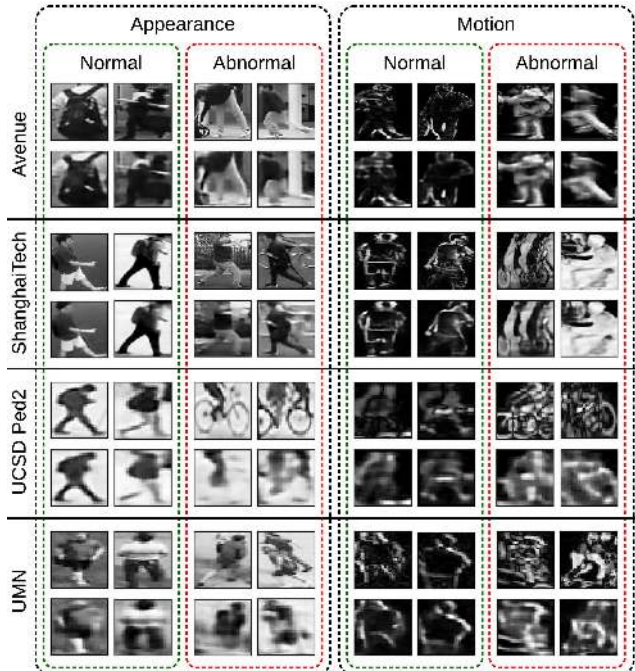 Appearance
Motion
Normal
Abnormal
Normal
Abnormal
Avenue
ShanghaiTech
UCSD Ped2
UMN